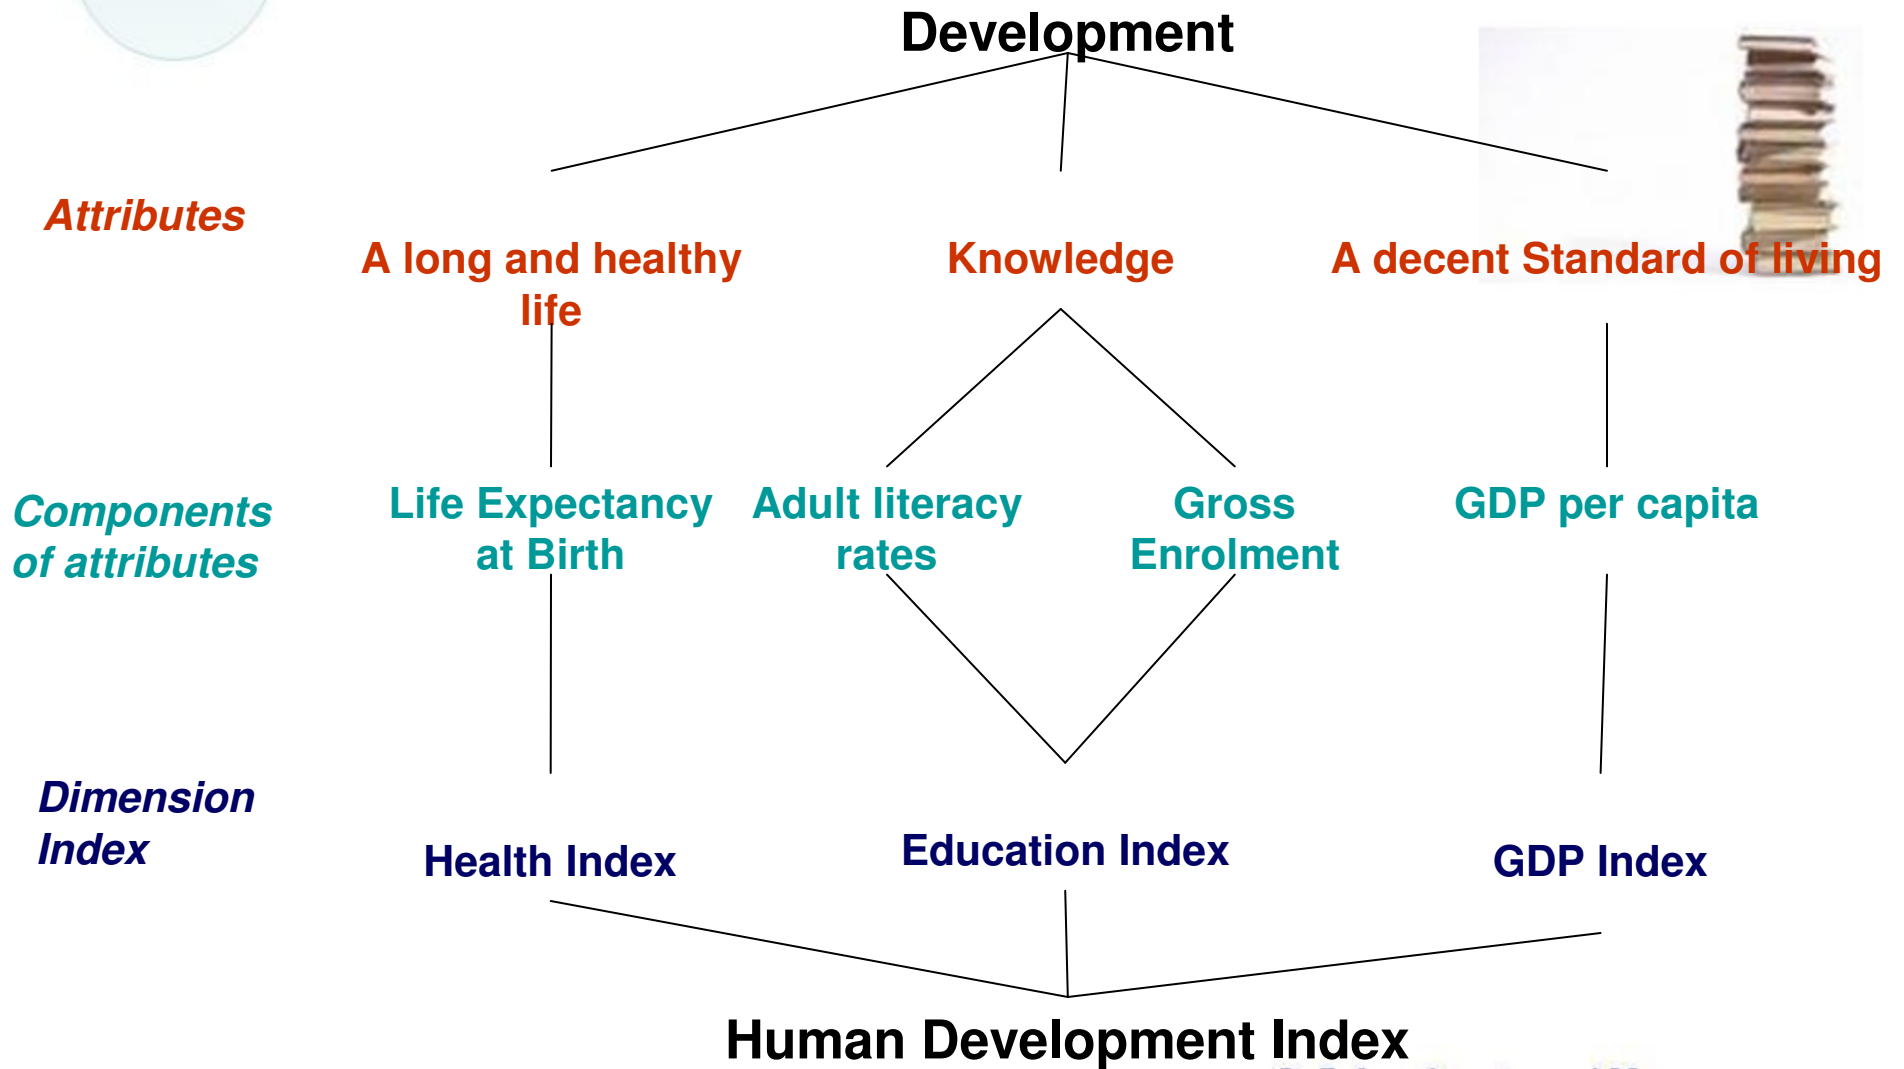 Development
Attributes
A long and healthy
life
Knowledge
A decent Standard of living
Components
of attributes
Life Expectancy
at Birth
Adult literacy
rates
Gross
Enrolment
GDP per capita
Dimension
Index
Health Index
Education Index
GDP Index
Human Development Index